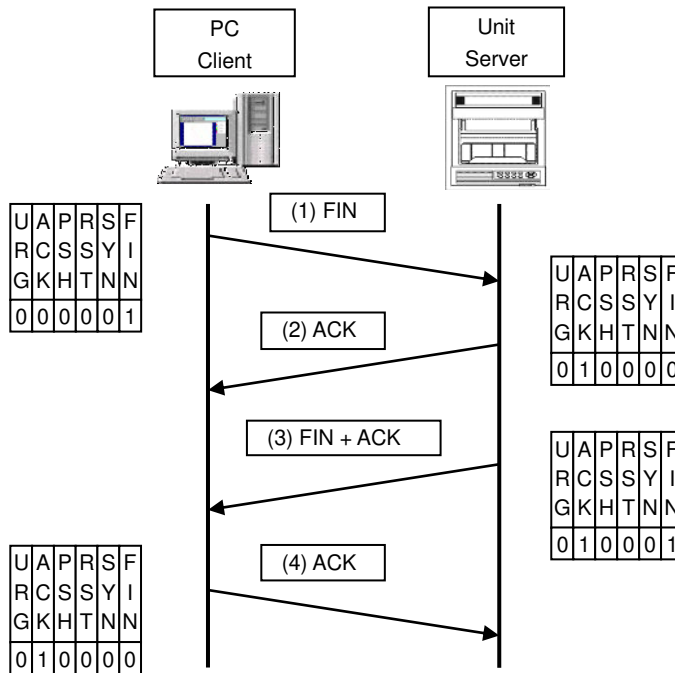 PC
Client
Unit
Server
(1) FIN
U A P R S F
R C S S Y I
G K H T N N
0 0 0 0 0 1
U A P R S F
R C S S Y I
G K H T N N
0 1 0 0 0 0
(2) ACK
(3) FIN + ACK
U A P R S F
R C S S Y I
G K H T N N
0 1 0 0 0 1
(4) ACK
U A P R S F
R C S S Y I
G K H T N N
0 1 0 0 0 0